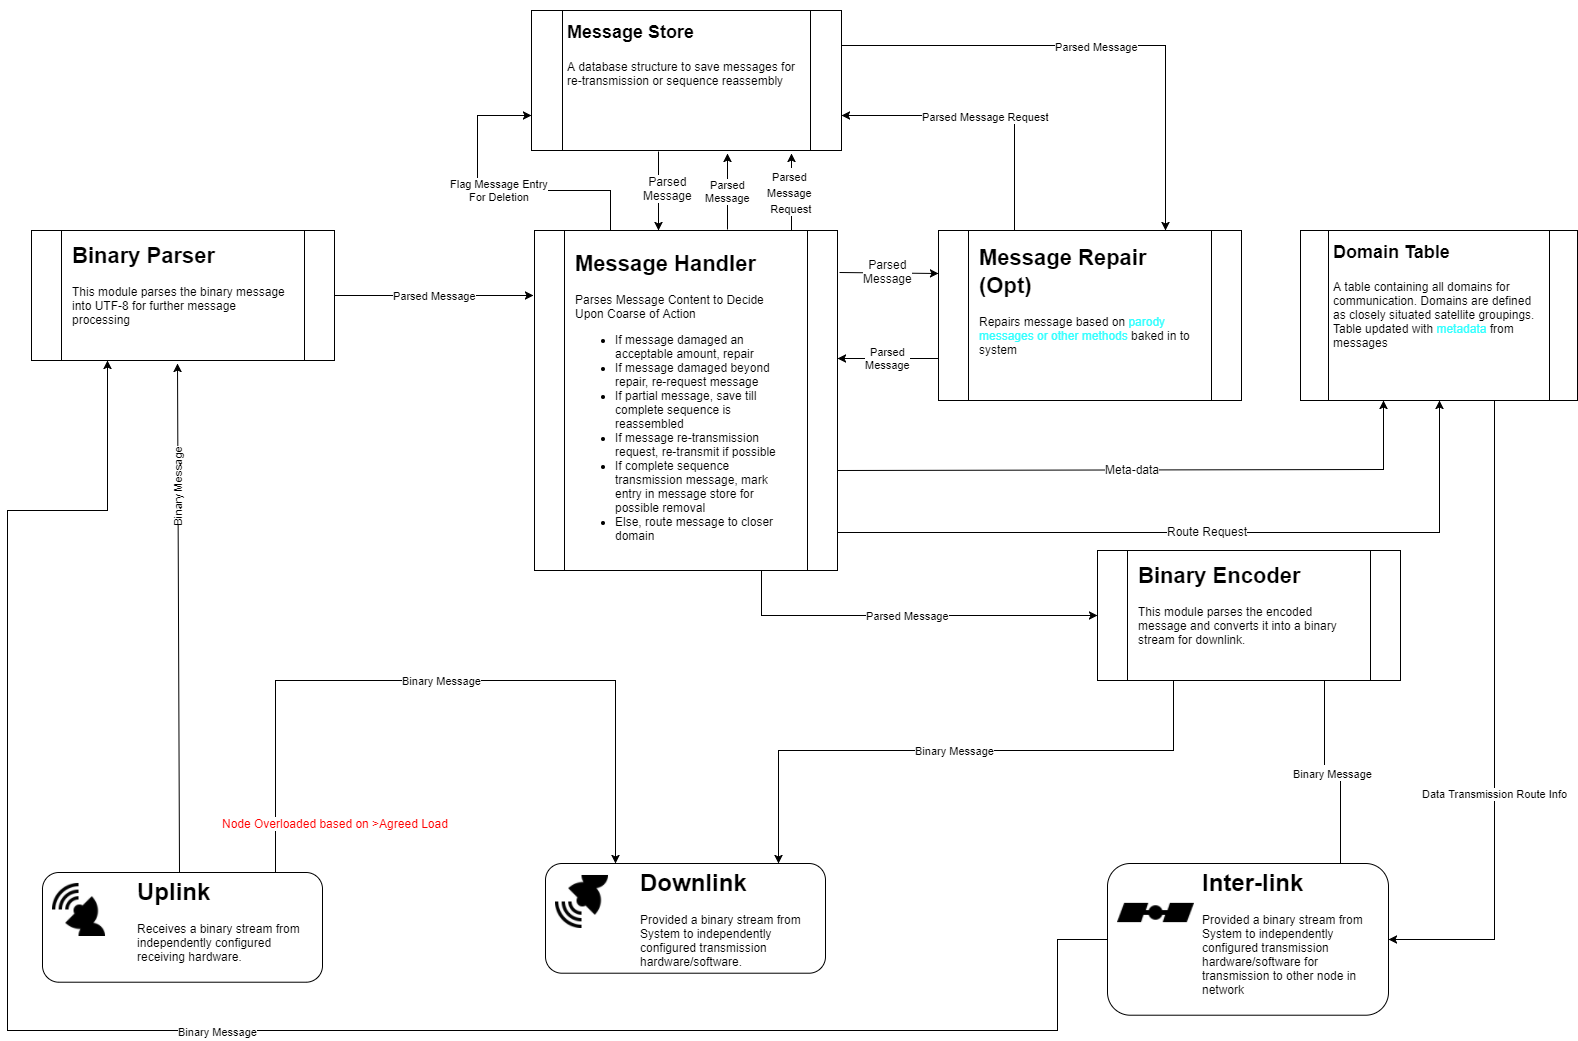 Message Store
A database structure to save messages for
re-transmission or sequence reassembly
Parsed Message
Parsed Message Request
Flag Message Entry
For Deletion
Parsed
Message
Parsed
Message
Parsed
Message
Request
Binary Parser
This module parses the binary message
into UTF-8 for further message
processing
Parsed Message
Message Handler
Parses Message Content to Decide
Upon Coarse of Action
If message damaged an
acceptable amount, repair
If message damaged beyond
repair, re-request message
If partial message, save till
complete sequence is
reassembled
If message re-transmission
request, re-transmit if possible
If complete sequence
transmission message, mark
entry in message store for
possible removal
Else, route message to closer
domain
Parsed
Message
Parsed
Message
Message Repair
(Opt)
Repairs message based on parody
messages or other methods baked in to
system
Domain Table
A table containing all domains for
communication. Domains are defined
as closely situated satellite groupings.
Table updated with metadata from
messages
Binary Message
Meta-data
Route Request
Parsed Message
Binary Encoder
This module parses the encoded
message and converts it into a binary
stream for downlink.
Binary Message
Binary Message
Binary Message
Data Transmission Route Info
Node Overloaded based on >Agreed Load
Uplink
Receives a binary stream from
independently configured
receiving hardware.
Downlink
Provided a binary stream from
System to independently
configured transmission
hardware/software.
Inter-link
Provided a binary stream from
System to independently
configured transmission
hardware/software for
transmission to other node in
network
Binary Message